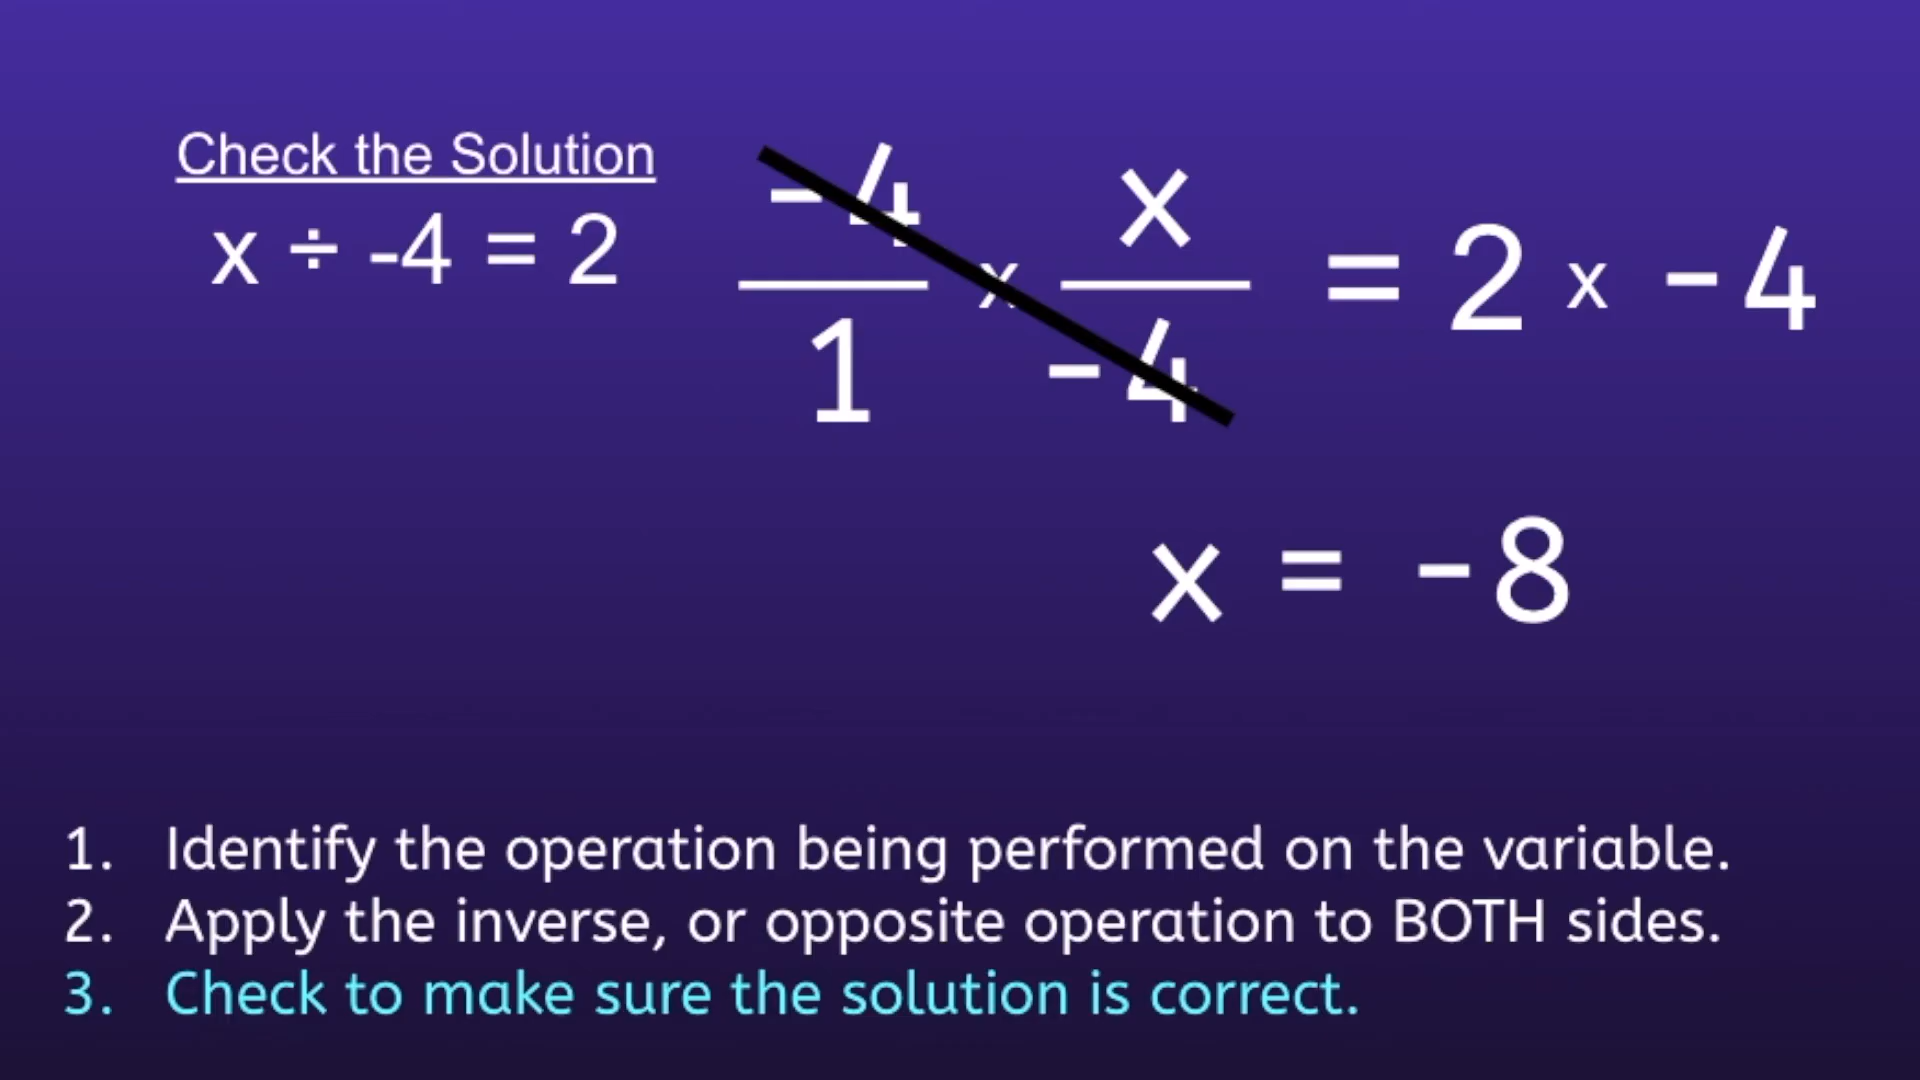 Check the Solution
x ÷ -4 = 2
-4/1 x x/-4 = 2 x -4
x = -8
1. Identify the operation being performed on the variable.
2. Apply the inverse, or opposite operation to BOTH sides.
3. Check to make sure the solution is correct.